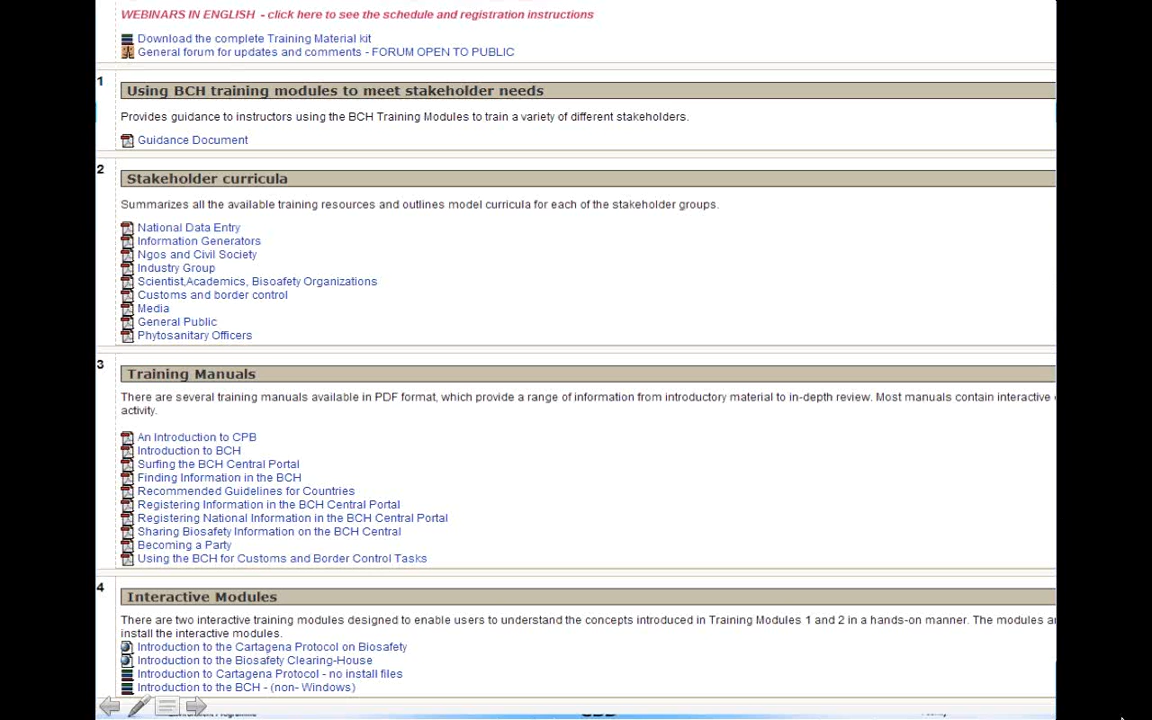 WEBINARS IN ENGLISH - click here to see the schedule and registration instructions
Download the complete Training Material kit
General forum for updates and comments - FORUM OPEN TO PUBLIC
1
Using BCH training modules to meet stakeholder needs
Provides guidance to instructors using the BCH Training Modules to train a variety of different stakeholders.
Guidance Document
2
Stakeholder curricula
Summarizes all the available training resources and outlines model curricula for each of the stakeholder groups.
National Data Entry
Information Generators
Ngos and Civil Society
Industry Group
Scientist,Academics, Bisoafety Organizations
Customs and border control
Media
General Public
Phytosanitary Officers
3
Training Manuals
There are several training manuals available in PDF format, which provide a range of information from introductory material to in-depth review. Most manuals contain interactive
activity.
An Introduction to CPB
Introduction to BCH
Surfing the BCH Central Portal
Finding Information in the BCH
Recommended Guidelines for Countries
Registering Information in the BCH Central Portal
Registering National Information in the BCH Central Portal
Sharing Biosafety Information on the BCH Central
Becoming a Party
Using the BCH for Customs and Border Control Tasks
4
Interactive Modules
There are two interactive training modules designed to enable users to understand the concepts introduced in Training Modules 1 and 2 in a hands-on manner. The modules
install the interactive modules.
Introduction to the Cartagena Protocol on Biosafety
Introduction to the Biosafety Clearing-House
Introduction to Cartagena Protocol - no install files
Introduction to the BCH - (non- Windows)